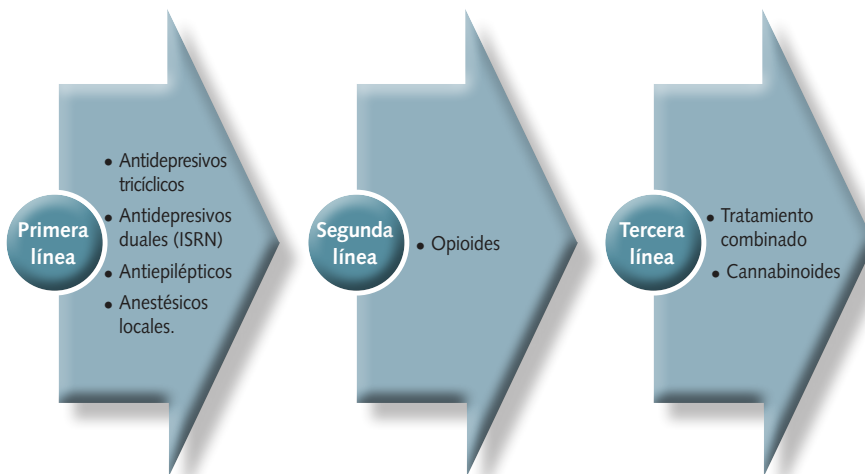 Primera
línea
• Antidepresivos
tricíclicos
• Antidepresivos
duales (ISRN)
• Antiepilépticos
• Anestésicos
locales.
Segunda
línea
• Opioides
Tercera
línea
• Tratamiento
combinado
• Cannabinoides